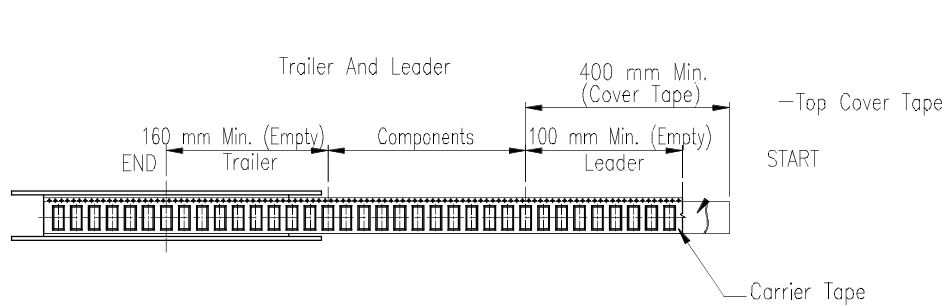 Trailer And Leader
400 mm Min.
(Cover Tape)
-Top Cover Tape
160 mm Min. (Empty)
Components
100 mm Min. (Empty)
END
Trailer
Leader
START
Carrier Tape